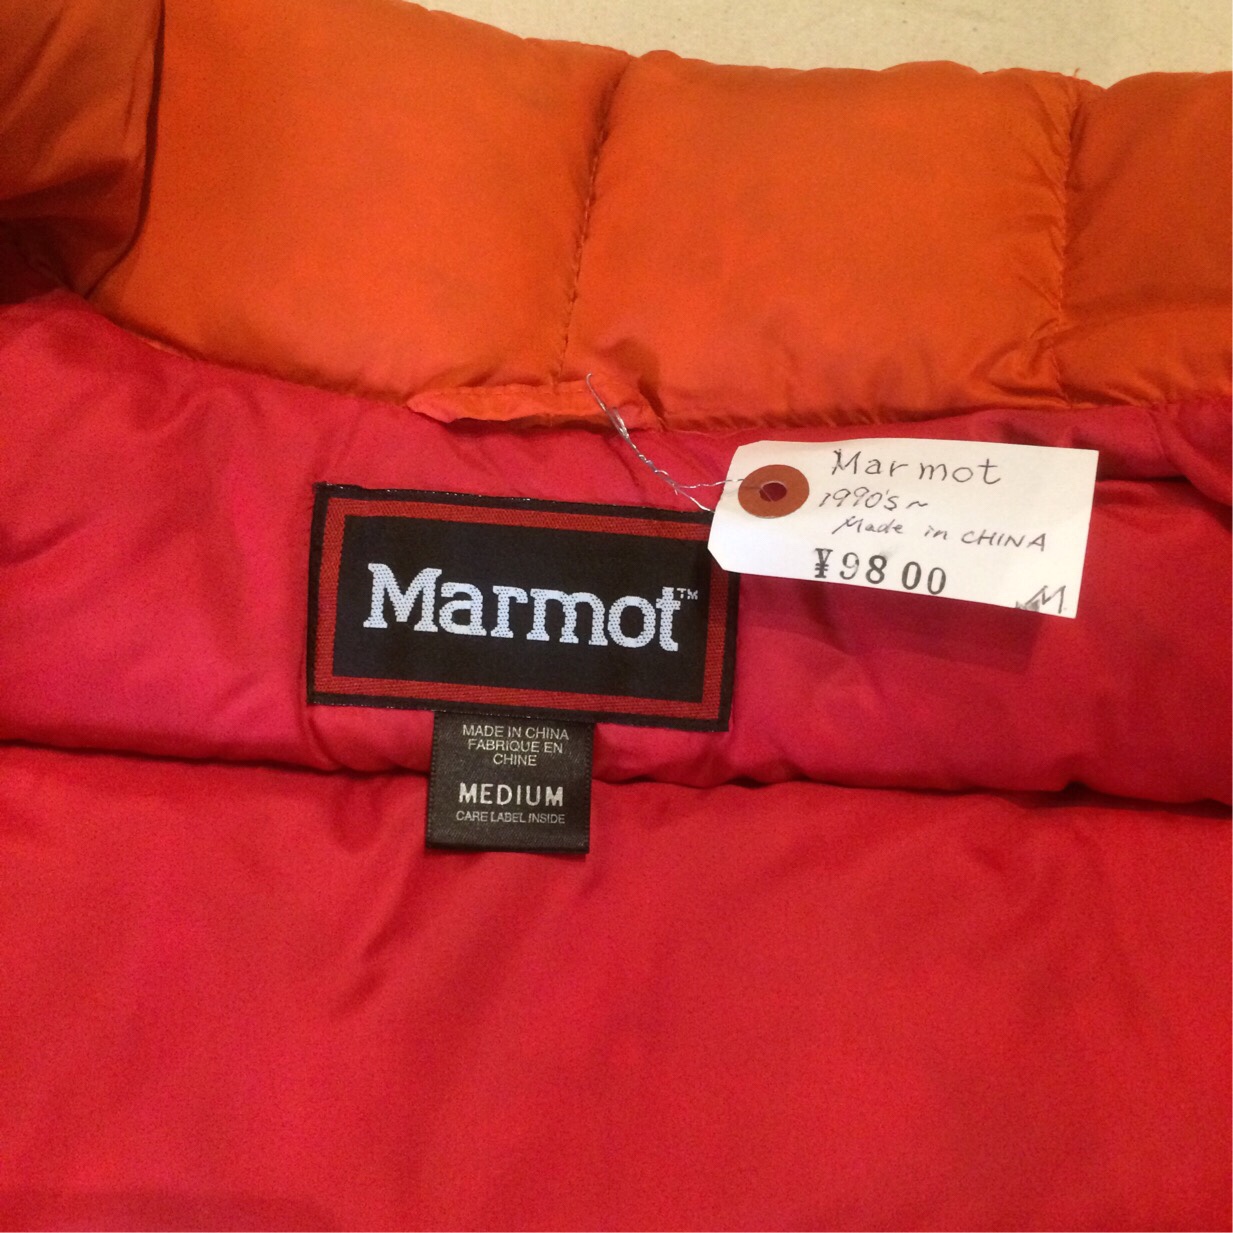 Marmot
1990's~
Made in CHINA
¥9800
M
Marmot™
MADE IN CHINA
FABRIQUE EN
CHINE
MEDIUM
CARE LABEL INSIDE